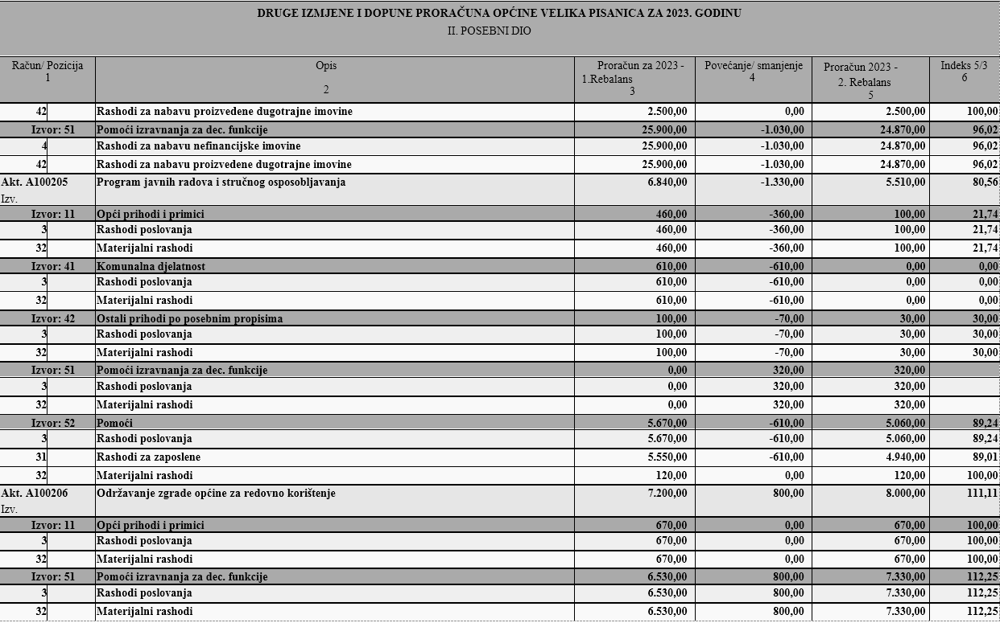 DRUGE IZMJENE I DOPUNE PRORAČUNA OPĆINE VELIKA PISANICA ZA 2023. GODINU
II. POSEBNI DIO
Račun/ Pozicija Opis Proračun za 2023 - Povećanje/ smanjenje Proračun 2023 - Indeks 5/3
1 1.Rebalans 4 2. Rebalans 6
2 3 5
42 Rashodi za nabavu proizvedene dugotrajne imovine 2.500,00 0,00 2.500,00 100,00
Izvor: 51 Pomoći izravnanja za dec. funkcije 25.900,00 -1.030,00 24.870,00 96,02
4 Rashodi za nabavu nefinancijske imovine 25.900,00 -1.030,00 24.870,00 96,02
42 Rashodi za nabavu proizvedene dugotrajne imovine 25.900,00 -1.030,00 24.870,00 96,02
Akt. A100205 Program javnih radova i stručnog osposobljavanja 6.840,00 -1.330,00 5.510,00 80,56
Izv.
Izvor: 11 Opći prihodi i primici 460,00 -360,00 100,00 21,74
3 Rashodi poslovanja 460,00 -360,00 100,00 21,74
32 Materijalni rashodi 460,00 -360,00 100,00 21,74
Izvor: 41 Komunalna djelatnost 610,00 -610,00 0,00 0,00
3 Rashodi poslovanja 610,00 -610,00 0,00 0,00
32 Materijalni rashodi 610,00 -610,00 0,00 0,00
Izvor: 42 Ostali prihodi po posebnim propisima 100,00 -70,00 30,00 30,00
3 Rashodi poslovanja 100,00 -70,00 30,00 30,00
32 Materijalni rashodi 100,00 -70,00 30,00 30,00
Izvor: 51 Pomoći izravnanja za dec. funkcije 0,00 320,00 320,00
3 Rashodi poslovanja 0,00 320,00 320,00
32 Materijalni rashodi 0,00 320,00 320,00
Izvor: 52 Pomoći 5.670,00 -610,00 5.060,00 89,24
3 Rashodi poslovanja 5.670,00 -610,00 5.060,00 89,24
31 Rashodi za zaposlene 5.550,00 -610,00 4.940,00 89,01
32 Materijalni rashodi 120,00 0,00 120,00 100,00
Akt. A100206 Održavanje zgrade općine za redovno korištenje 7.200,00 800,00 8.000,00 111,11
Izv.
Izvor: 11 Opći prihodi i primici 670,00 0,00 670,00 100,00
3 Rashodi poslovanja 670,00 0,00 670,00 100,00
32 Materijalni rashodi 670,00 0,00 670,00 100,00
Izvor: 51 Pomoći izravnanja za dec. funkcije 6.530,00 800,00 7.330,00 112,25
3 Rashodi poslovanja 6.530,00 800,00 7.330,00 112,25
32 Materijalni rashodi 6.530,00 800,00 7.330,00 112,25